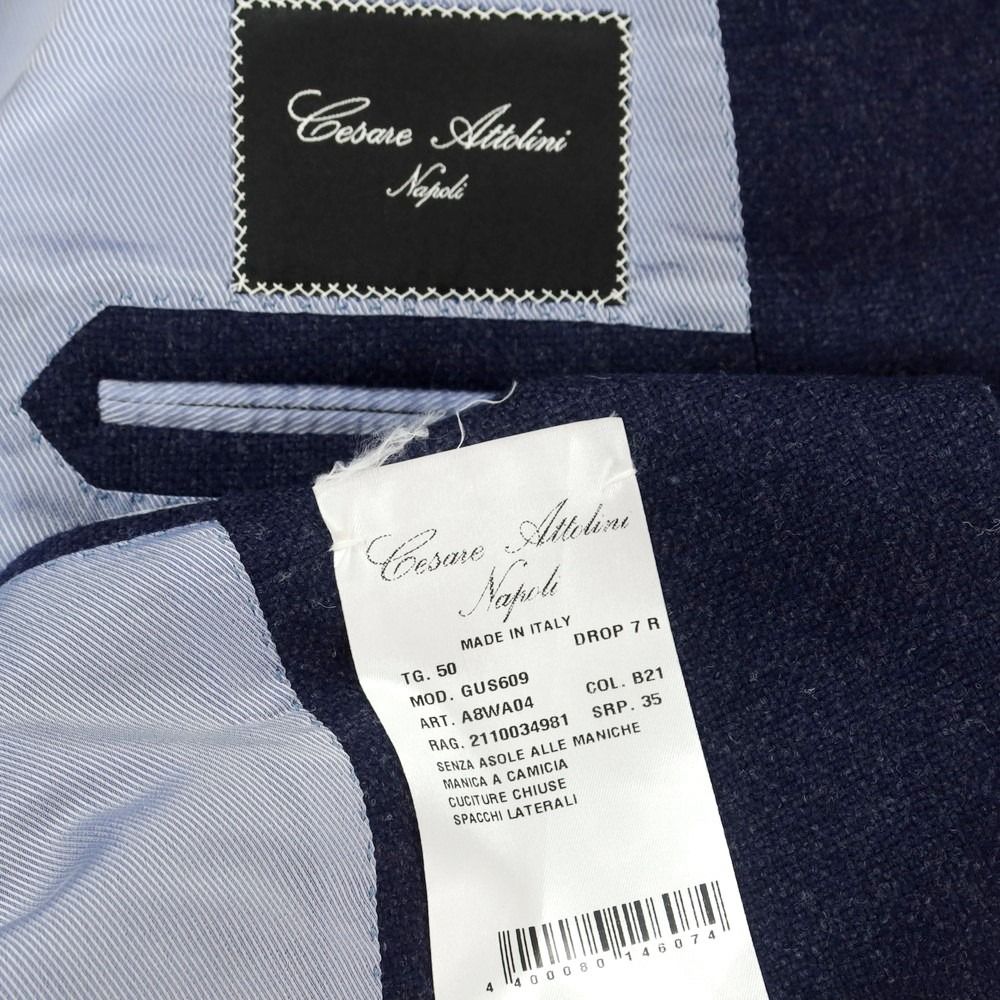 Cesare Attolini
Napoli
Cesare Attolini
Napoli
MADE IN ITALY
TG. 50 DROP 7 R
MOD. GUS609
ART. A8WA04 COL. B21
RAG. 2110034981 SRP. 35
SENZA ASOLE ALLE MANICHE
MANICA A CAMICIA
CUCITURE CHIUSE
SPACCHI LATERALI
4 400080 146074